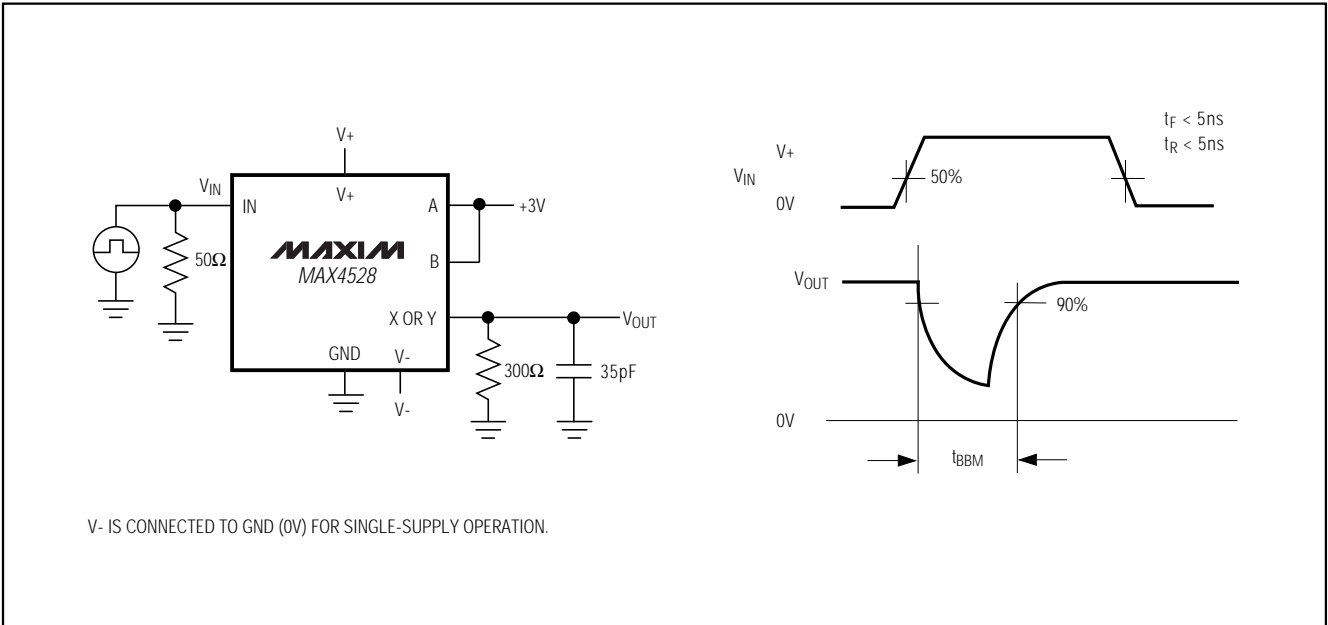 V+
V+
VIN
IN
A
+3V
MAXIM
MAX4528
B
50Ω
X OR Y
VOUT
GND
V-
V-
300Ω
35pF
V- IS CONNECTED TO GND (0V) FOR SINGLE-SUPPLY OPERATION.
tF < 5ns
tR < 5ns
V+
VIN
50%
0V
VOUT
90%
0V
tBBM